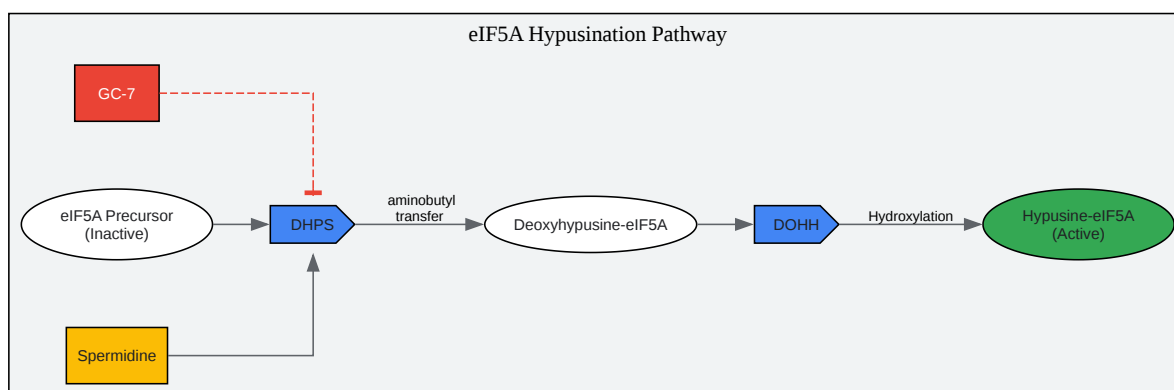 eIF5A Hypusination Pathway
GC-7
eIF5A Precursor
(Inactive)
DHPS
aminobutyl
transfer
Deoxyhypusine-eIF5A
DOHH
Hydroxylation
Hypusine-eIF5A
(Active)
Spermidine